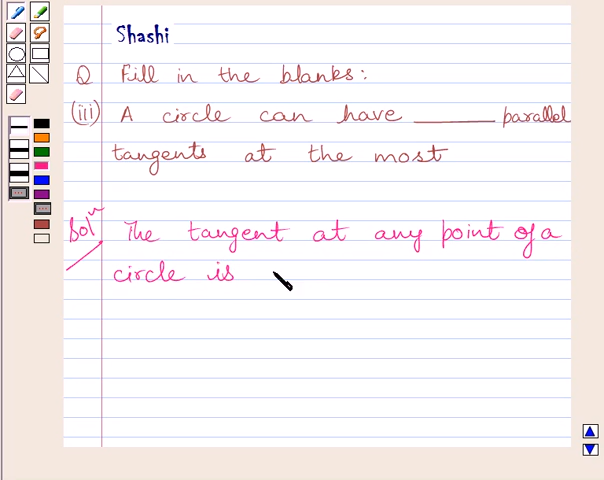 Shashi
Q Fill in the blanks:
(iii) A circle can have ______ parallel
tangents at the most
Solⁿ The tangent at any point of a
circle is